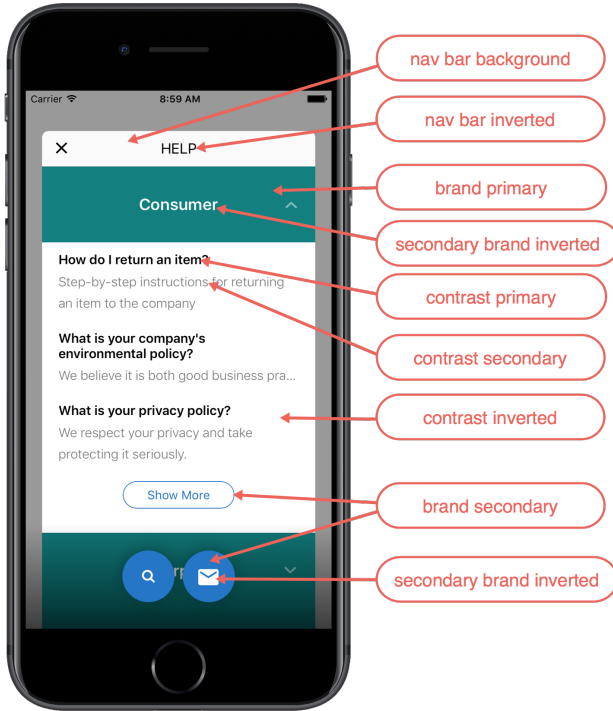 nav bar background
Carrier 8:59 AM
nav bar inverted
HELP
brand primary
Consumer
secondary brand inverted
How do I return an item?
Step-by-step instructions for returning
an item to the company
contrast primary
What is your company's
environmental policy?
contrast secondary
We believe it is both good business pra...
What is your privacy policy?
contrast inverted
We respect your privacy and take
protecting it seriously.
Show More
brand secondary
secondary brand inverted